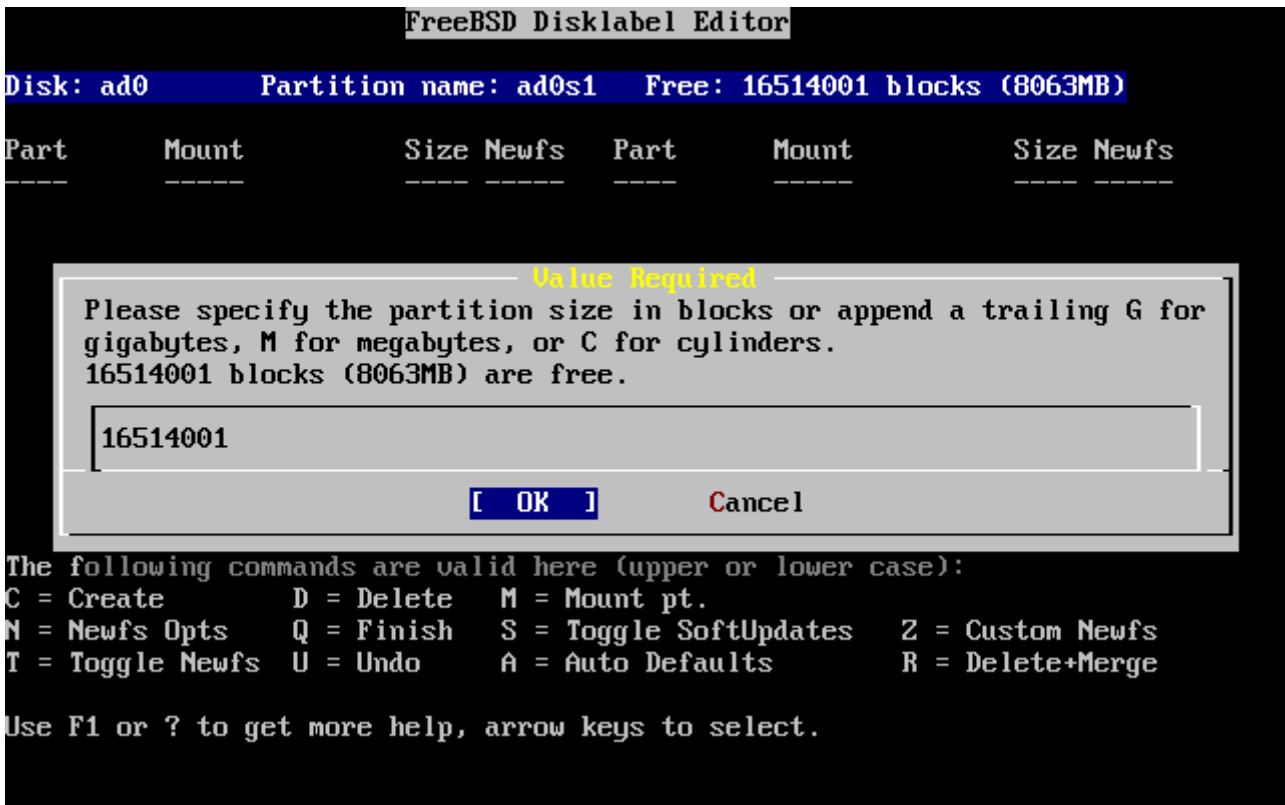 FreeBSD Disklabel Editor
Disk: ad0 Partition name: ad0s1 Free: 16514001 blocks (8063MB)
Part Mount Size Newfs Part Mount Size Newfs
---- ----- ---- ----- ---- ----- ---- -----
Value Required
Please specify the partition size in blocks or append a trailing G for
gigabytes, M for megabytes, or C for cylinders.
16514001 blocks (8063MB) are free.
16514001
[ OK ] Cancel
The following commands are valid here (upper or lower case):
C = Create D = Delete M = Mount pt.
N = Newfs Opts Q = Finish S = Toggle SoftUpdates Z = Custom Newfs
T = Toggle Newfs U = Undo A = Auto Defaults R = Delete+Merge
Use F1 or ? to get more help, arrow keys to select.